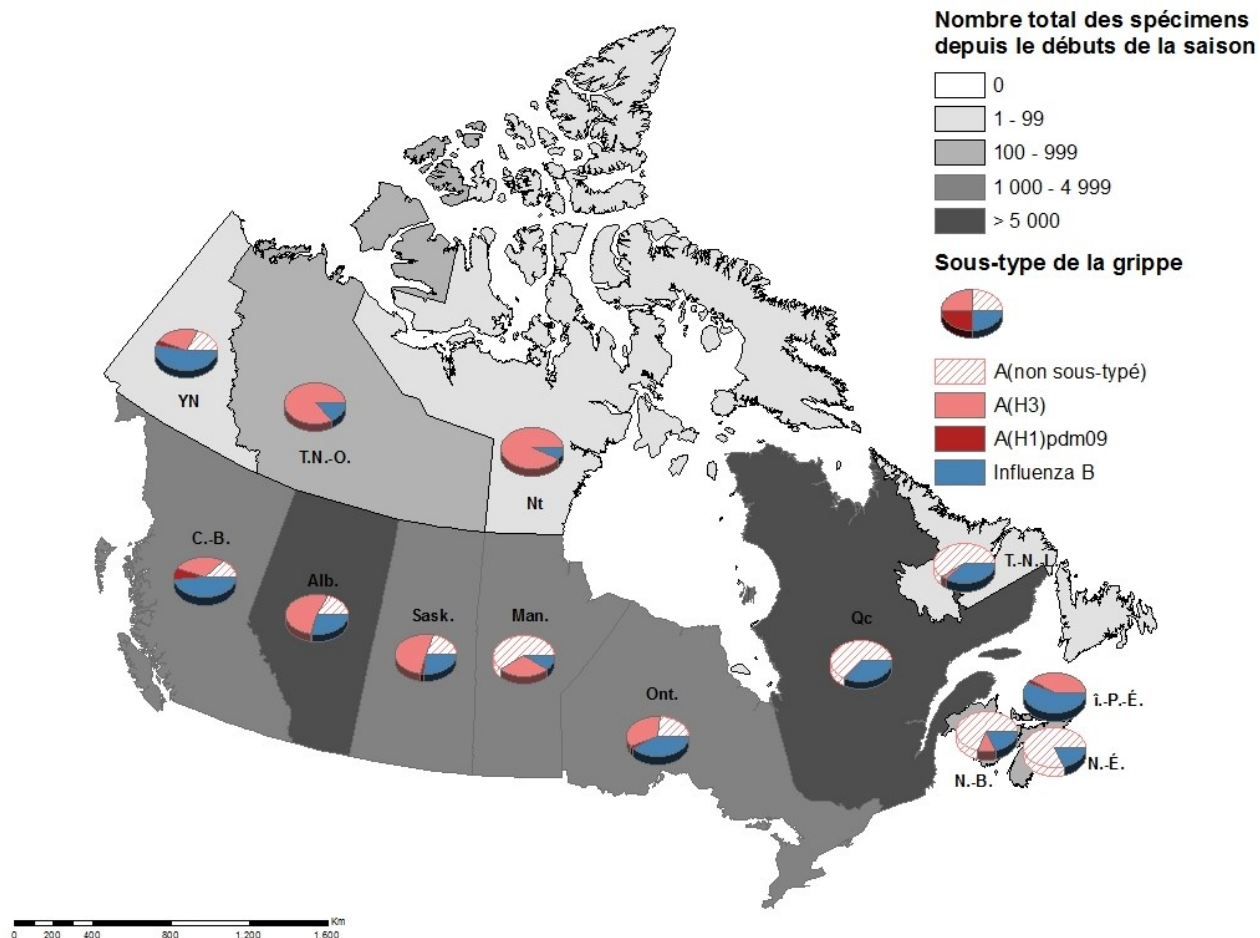 Nombre total des spécimens
depuis le débuts de la saison
0
1 - 99
100 - 999
1 000 - 4 999
> 5 000
Sous-type de la grippe
A(non sous-typé)
A(H3)
A(H1)pdm09
Influenza B
YN
T.N.-O.
Nt
C.-B.
Alb.
Sask.
Man.
Ont.
Qc
T.-N.-L
î.-P.-É.
N.-B.
N.-É.
0 200 400 800 1.200 1.600 Km